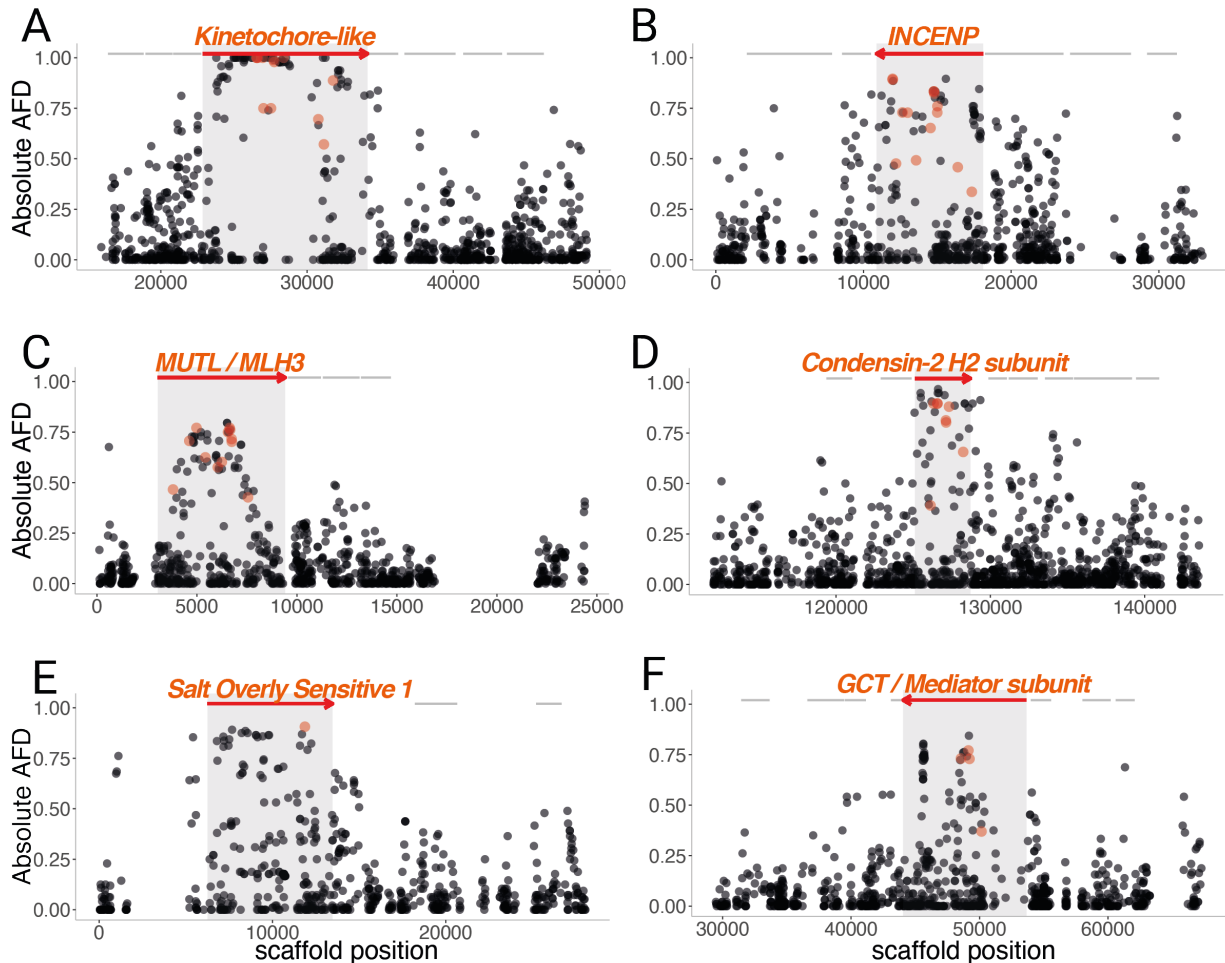 A
Kinetochore-like
Absolute AFD
1.00
0.75
0.50
0.25
0.00
20000 30000 40000 50000
B
INCENP
1.00
0.75
0.50
0.25
0.00
0 10000 20000 30000
C
MUTL / MLH3
Absolute AFD
1.00
0.75
0.50
0.25
0.00
0 5000 10000 15000 20000 25000
D
Condensin-2 H2 subunit
1.00
0.75
0.50
0.25
0.00
120000 130000 140000
E
Salt Overly Sensitive 1
Absolute AFD
1.00
0.75
0.50
0.25
0.00
0 10000 20000
scaffold position
F
GCT / Mediator subunit
1.00
0.75
0.50
0.25
0.00
30000 40000 50000 60000
scaffold position